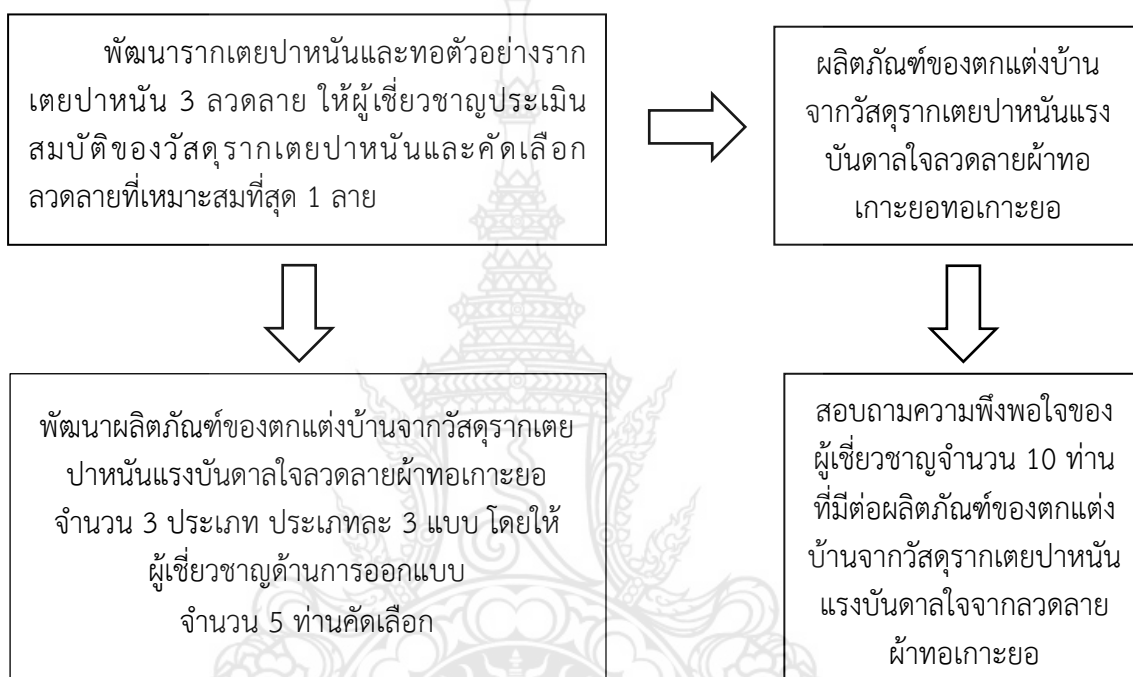 พัฒนารากเตยปาหนันและทอตัวอย่างราก
เตยปาหนัน 3 ลวดลาย ให้ผู้เชี่ยวชาญประเมิน
สมบัติของวัสดุรากเตยปาหนันและคัดเลือก
ลวดลายที่เหมาะสมที่สุด 1 ลาย
ผลิตภัณฑ์ของตกแต่งบ้าน
จากวัสดุรากเตยปาหนันแรง
บันดาลใจลวดลายผ้าทอ
เกาะยอทอเกาะยอ
พัฒนาผลิตภัณฑ์ของตกแต่งบ้านจากวัสดุรากเตย
ปาหนันแรงบันดาลใจลวดลายผ้าทอเกาะยอ
จำนวน 3 ประเภท ประเภทละ 3 แบบ โดยให้
ผู้เชี่ยวชาญด้านการออกแบบ
จำนวน 5 ท่านคัดเลือก
สอบถามความพึงพอใจของ
ผู้เชี่ยวชาญจำนวน 10 ท่าน
ที่มีต่อผลิตภัณฑ์ของตกแต่ง
บ้านจากวัสดุรากเตยปาหนัน
แรงบันดาลใจจากลวดลาย
ผ้าทอเกาะยอ